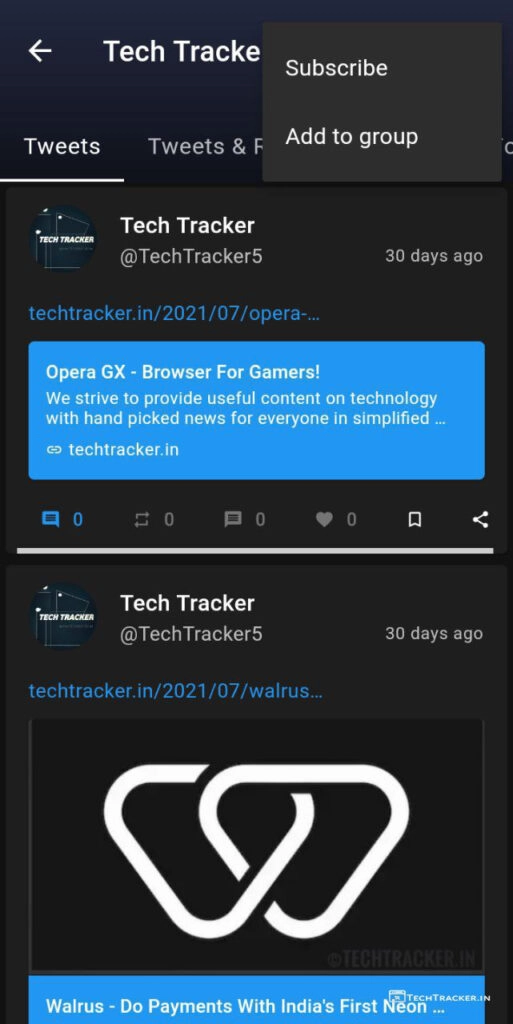 Tech Tracke
Subscribe
Add to group
Tweets
Tweets & R
To
Tech Tracker
@TechTracker5
30 days ago
TECH TRACKER
techtracker.in/2021/07/opera-...
Opera GX - Browser For Gamers!
We strive to provide useful content on technology
with hand picked news for everyone in simplified ...
techtracker.in
0 0 0 0
Tech Tracker
@TechTracker5
30 days ago
TECH TRACKER
techtracker.in/2021/07/walrus...
©TECHTRACKER.IN
Walrus - Do Payments With India's First Neon ...
TECHTRACKER.IN